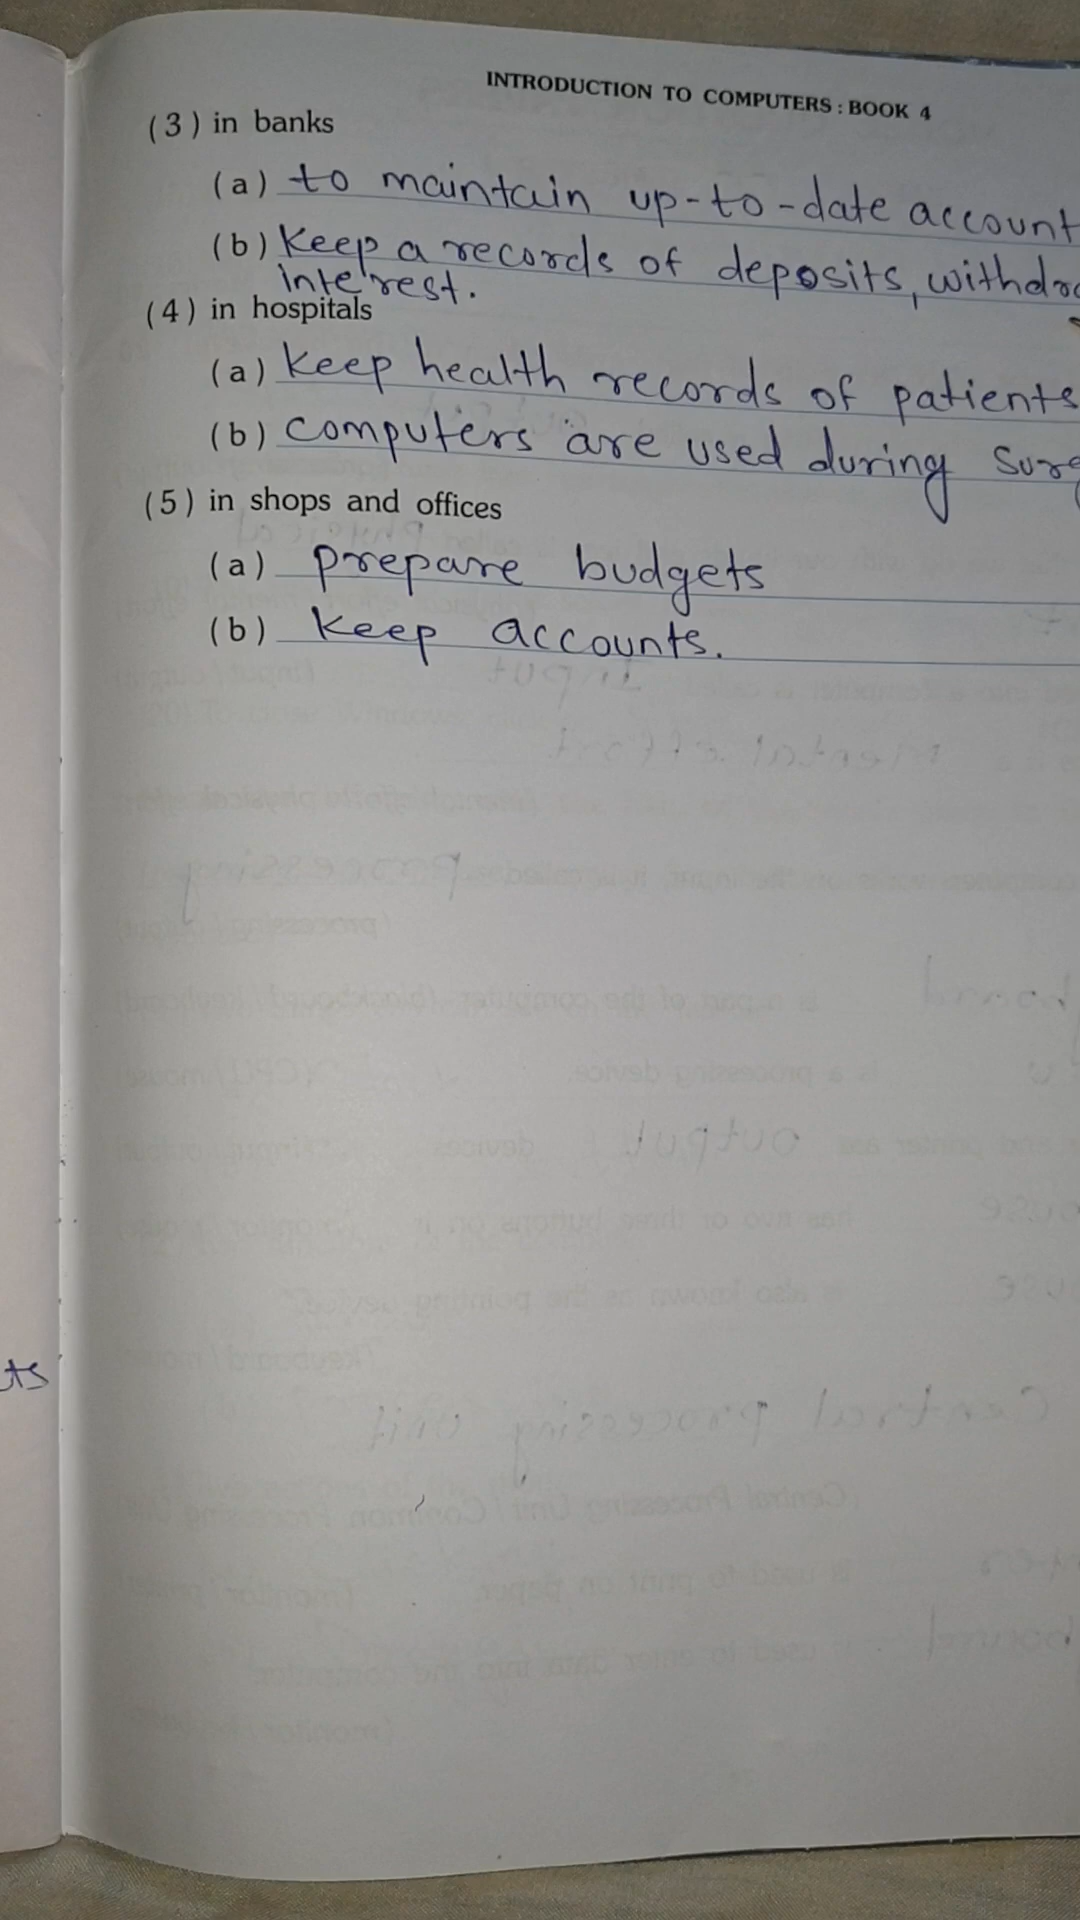 INTRODUCTION TO COMPUTERS : BOOK 4
(3) in banks
(a) to maintain up-to-date account
(b) Keep a records of deposits,
interest.
(4) in hospitals
(a) Keep health records of patients
(b) computers are used during
(5) in shops and offices
(a) prepare budgets
(b) Keep accounts.